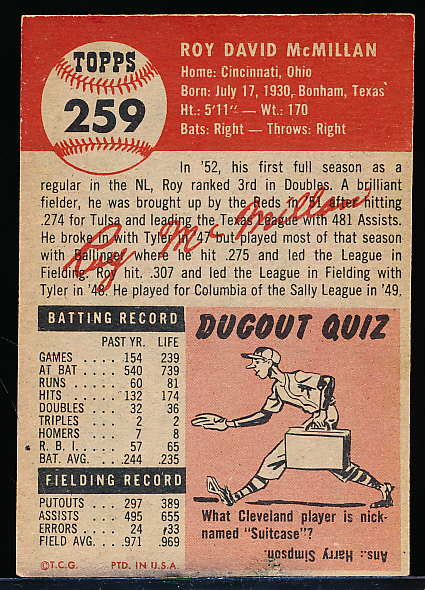 TOPPS
259
ROY DAVID McMILLAN
Home: Cincinnati, Ohio
Born: July 17, 1930, Bonham, Texas
Ht.: 5'11" — Wt.: 170
Bats: Right — Throws: Right
In '52, his first full season as a
regular in the NL, Roy ranked 3rd in Doubles. A brilliant
fielder, he was brought up by the Reds in '51 after hitting
.274 for Tulsa and leading the Texas League with 481 Assists.
He broke in with Tyler in '47 but played most of that season
with Ballinger where he hit .275 and led the League in
Fielding. Roy hit .307 and led the League in Fielding with
Tyler in '48. He played for Columbia of the Sally League in '49.
Roy McMillan
BATTING RECORD
PAST YR. LIFE
GAMES 154 239
AT BAT 540 739
RUNS 60 81
HITS 132 174
DOUBLES 32 36
TRIPLES 2 2
HOMERS 7 8
R. B. I. 57 65
BAT. AVG. .244 .235
FIELDING RECORD
PUTOUTS 297 389
ASSISTS 495 655
ERRORS 24 33
FIELD AVG. .971 .969
©T.C.G. PTD. IN U.S.A.
DUGOUT QUIZ
What Cleveland player is nick-
named "Suitcase"?
Ans.: Harry Simpson.